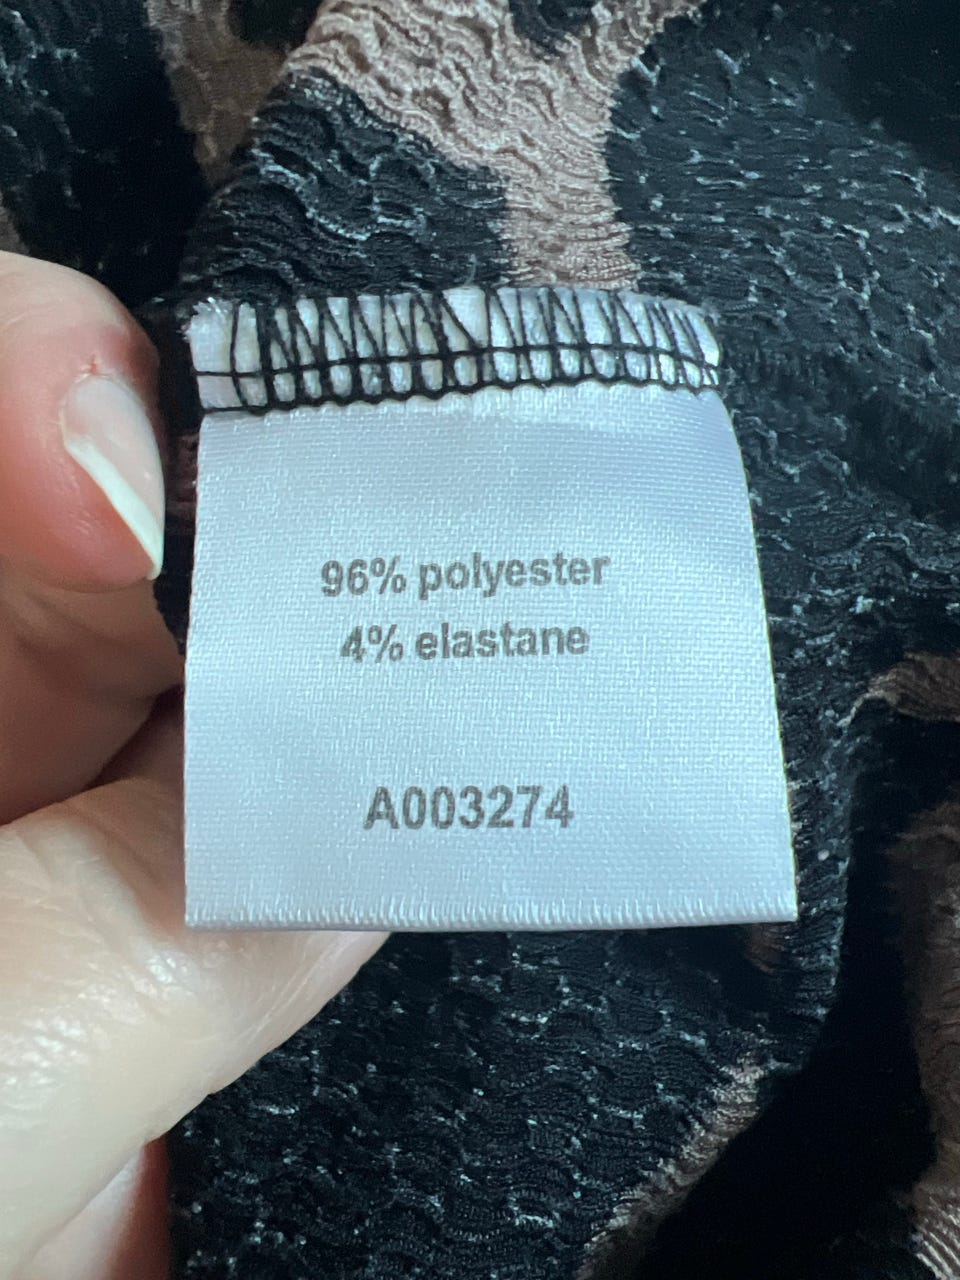 96% polyester
4% elastane
A003274